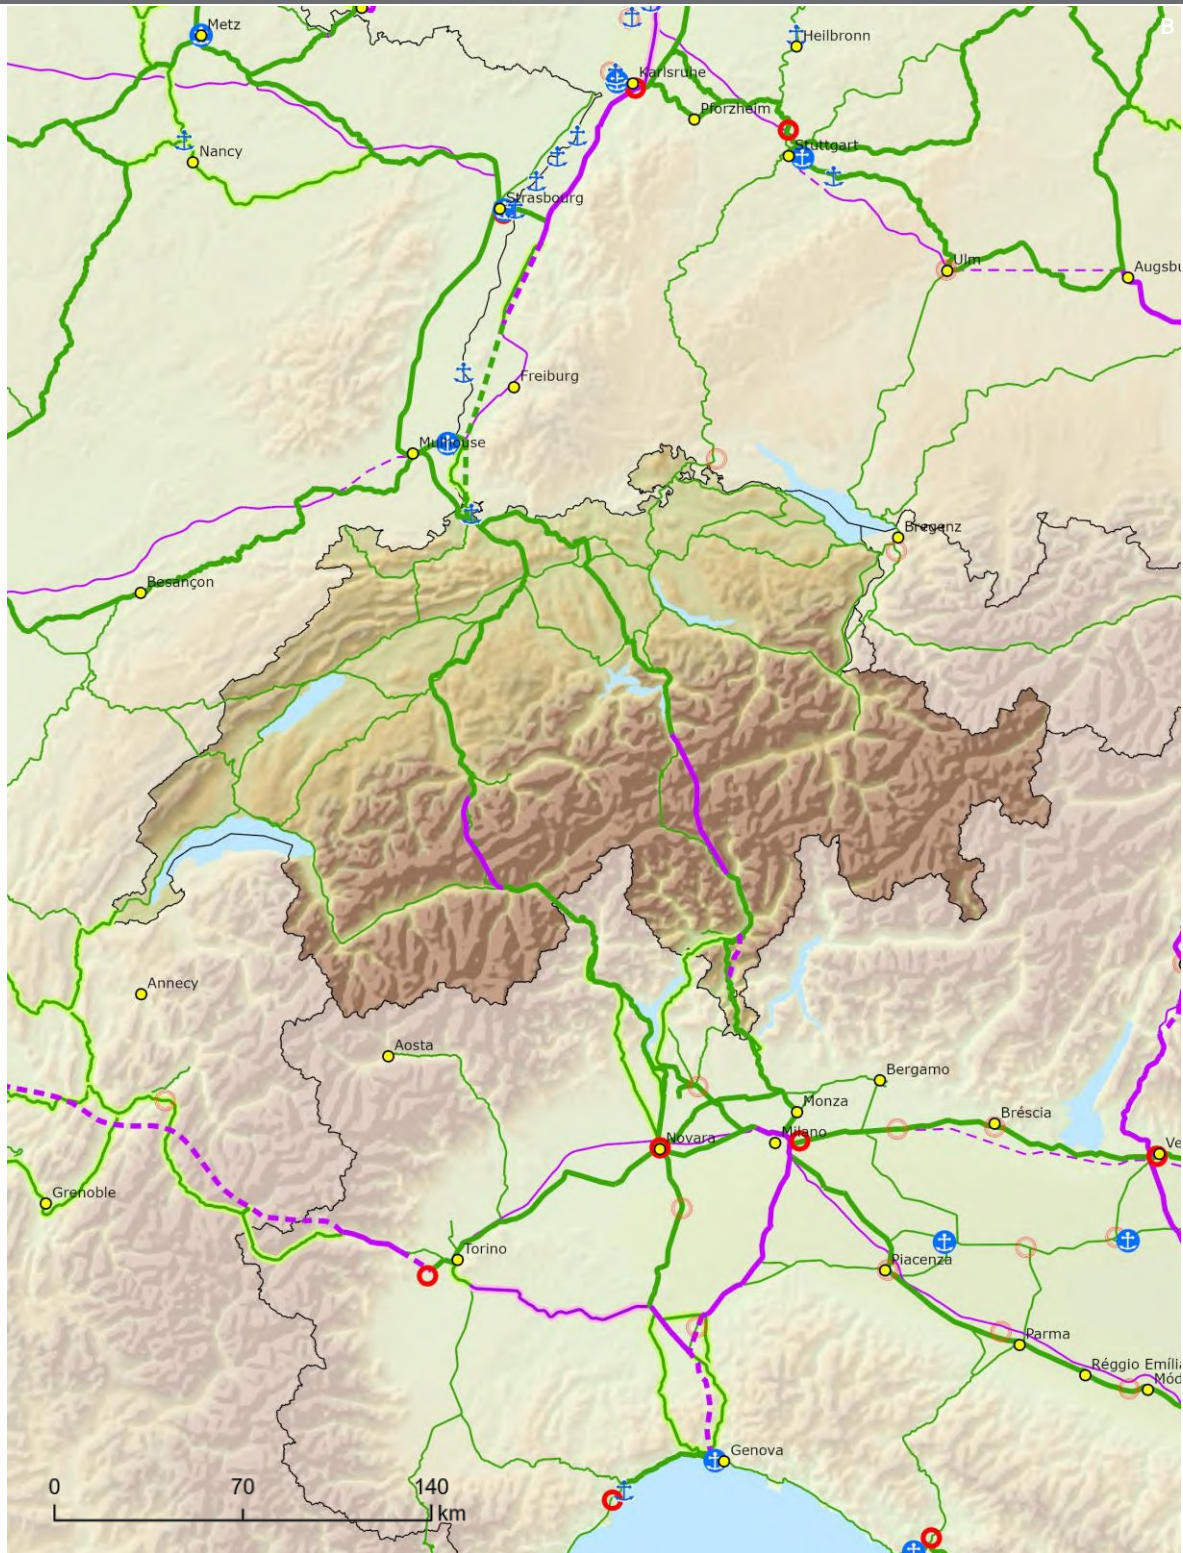 Metz
B
Heilbronn
Karlsruhe
Pforzheim
Nancy
Stuttgart
Strasbourg
Ulm
Augsbu
Freiburg
Mulhouse
Bregenz
Besançon
Annecy
Aosta
Bergamo
Monza
Bréscia
Milano
Novara
Ve
Grenoble
Torino
Piacenza
Parma
Réggio Emília
Mód
Genova
0 70 140
km